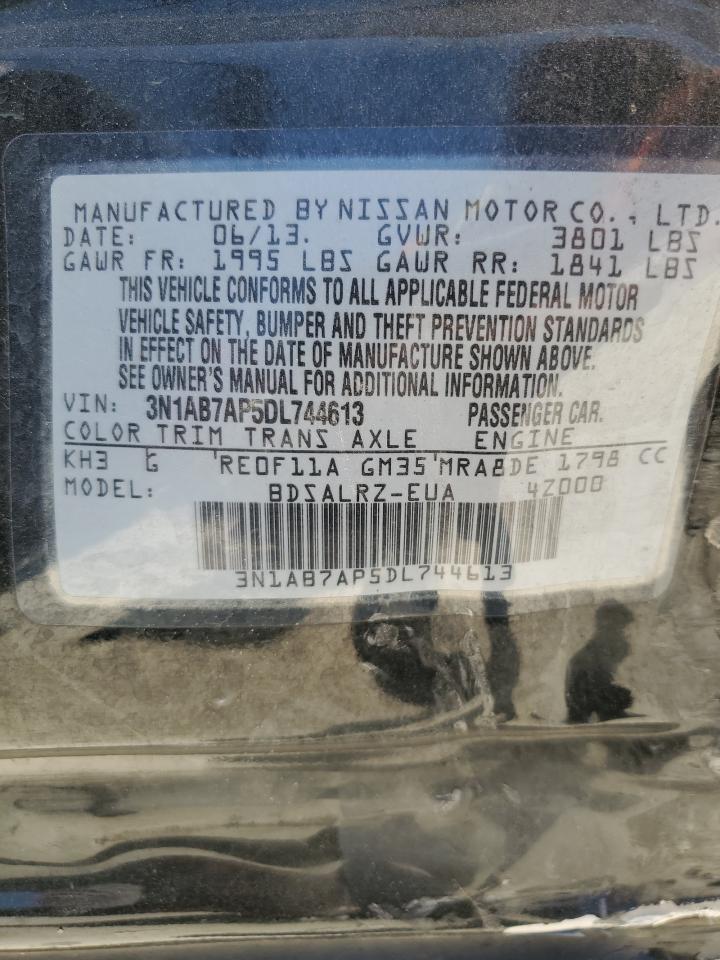 MANUFACTURED BY NISSAN MOTOR CO., LTD.
DATE: 06/13. GVWR: 3801 LBS
GAWR FR: 1995 LBS GAWR RR: 1841 LBS
THIS VEHICLE CONFORMS TO ALL APPLICABLE FEDERAL MOTOR
VEHICLE SAFETY, BUMPER AND THEFT PREVENTION STANDARDS
IN EFFECT ON THE DATE OF MANUFACTURE SHOWN ABOVE.
SEE OWNER'S MANUAL FOR ADDITIONAL INFORMATION.
VIN: 3N1AB7AP5DL744613 PASSENGER CAR.
COLOR TRIM TRANS AXLE ENGINE
KH3 G RE0F11A GM35 MRA8DE 1798 CC
MODEL: BDSALRZ-EUA 4Z000
3N1AB7AP5DL744613